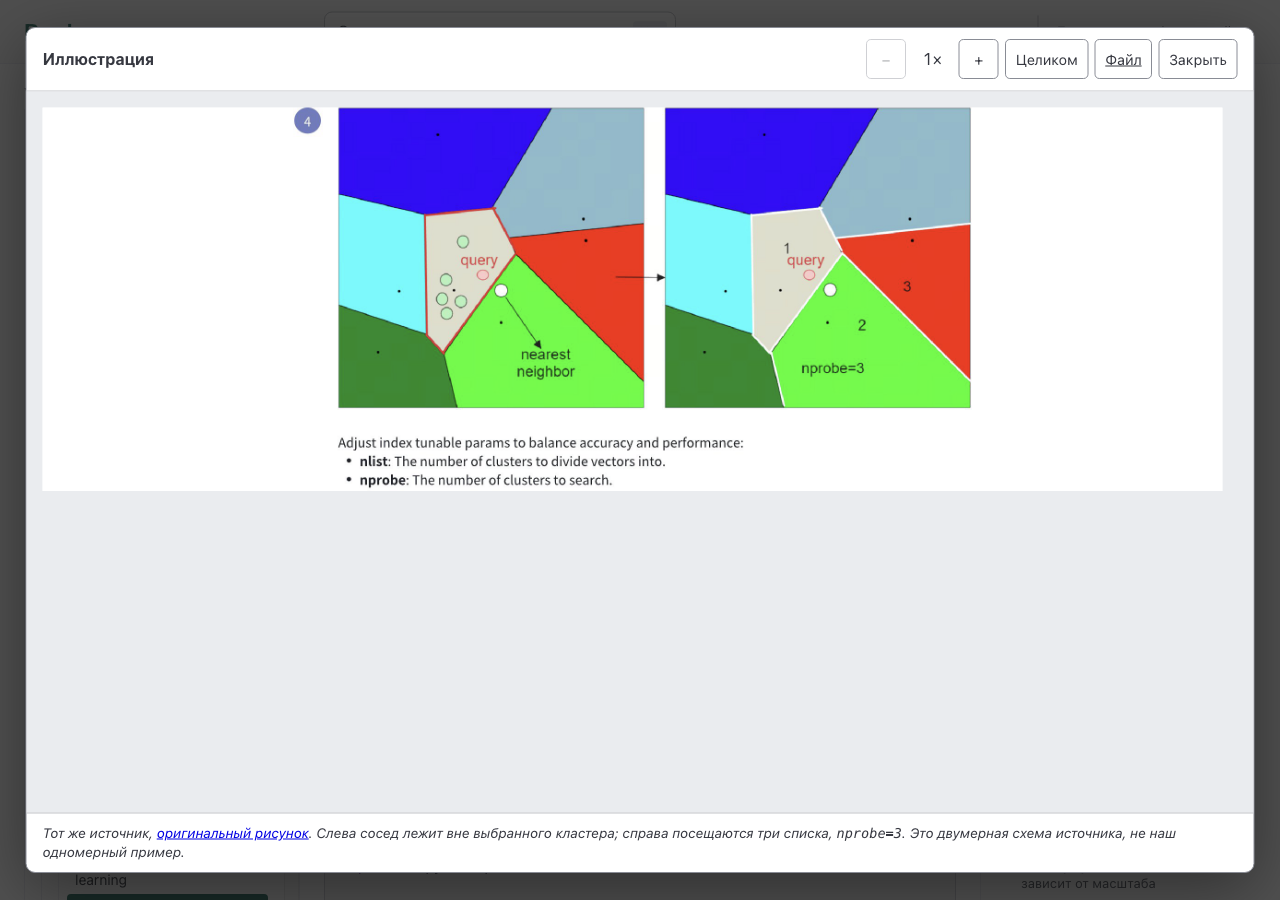 Иллюстрация
−
1×
+
Целиком
Файл
Закрыть
4
query
nearest
neighbor
1
query
3
2
nprobe=3
Adjust index tunable params to balance accuracy and performance:
• nlist: The number of clusters to divide vectors into.
• nprobe: The number of clusters to search.
Тот же источник, оригинальный рисунок. Слева сосед лежит вне выбранного кластера; справа посещаются три списка, nprobe=3. Это двумерная схема источника, не наш
одномерный пример.
learning
зависит от масштаба